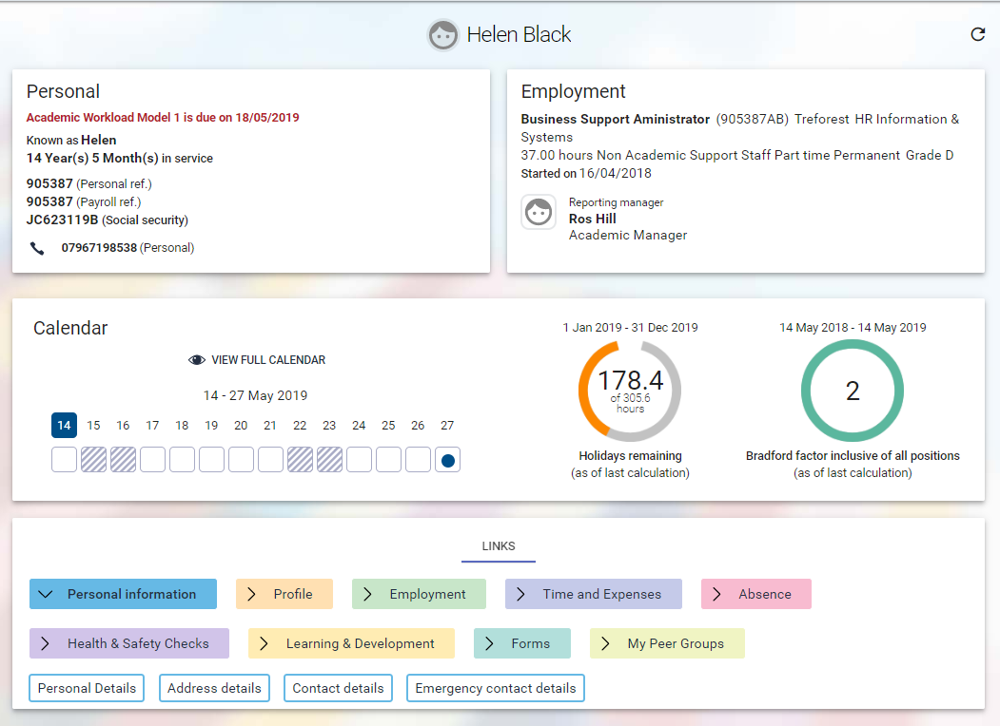 Helen Black
Personal
Academic Workload Model 1 is due on 18/05/2019
Known as Helen
14 Year(s) 5 Month(s) in service
905387 (Personal ref.)
905387 (Payroll ref.)
JC623119B (Social security)
07967198538 (Personal)
Employment
Business Support Aministrator (905387AB) Treforest HR Information &
Systems
37.00 hours Non Academic Support Staff Part time Permanent Grade D
Started on 16/04/2018
Reporting manager
Ros Hill
Academic Manager
Calendar
VIEW FULL CALENDAR
14 - 27 May 2019
14 15 16 17 18 19 20 21 22 23 24 25 26 27
1 Jan 2019 - 31 Dec 2019
178.4
of 305.6
hours
Holidays remaining
(as of last calculation)
14 May 2018 - 14 May 2019
2
Bradford factor inclusive of all positions
(as of last calculation)
LINKS
Personal information Profile Employment Time and Expenses Absence
Health & Safety Checks Learning & Development Forms My Peer Groups
Personal Details Address details Contact details Emergency contact details